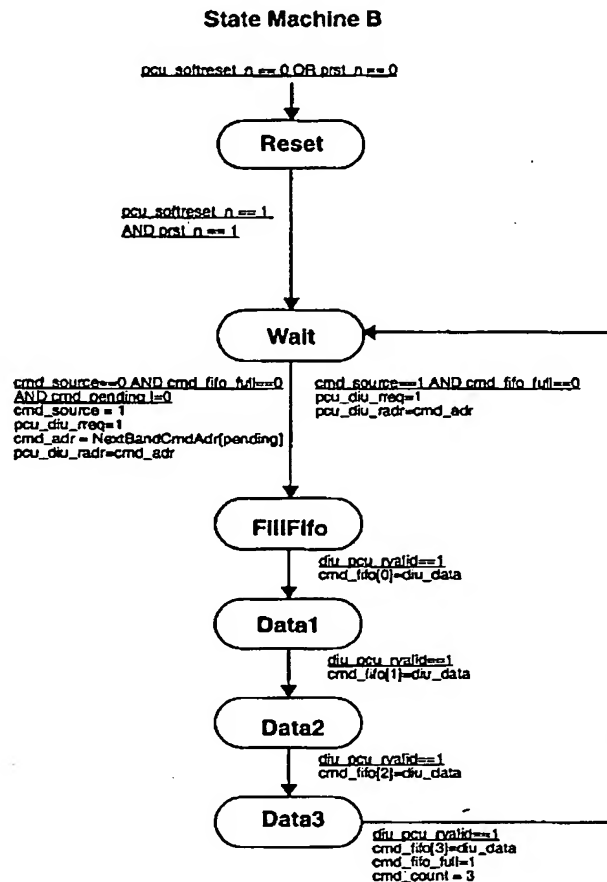 State Machine B
pcu_softreset_n == 0 OR prst_n == 0
Reset
pcu_softreset_n == 1
AND prst_n == 1
Wait
cmd_source==0 AND cmd_fifo_full==0
AND cmd_pending !=0
cmd_source = 1
pcu_diu_rreq=1
cmd_adr = NextBandCmdAdr[pending]
pcu_diu_radr=cmd_adr
cmd_source==1 AND cmd_fifo_full==0
pcu_diu_rreq=1
pcu_diu_radr=cmd_adr
FillFifo
diu_pcu_rvalid==1
cmd_fifo[0]=diu_data
Data1
diu_pcu_rvalid==1
cmd_fifo[1]=diu_data
Data2
diu_pcu_rvalid==1
cmd_fifo[2]=diu_data
Data3
diu_pcu_rvalid==1
cmd_fifo[3]=diu_data
cmd_fifo_full=1
cmd_count = 3